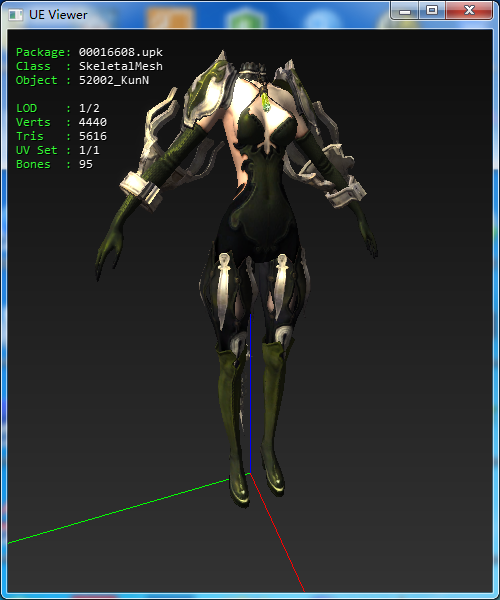 UE Viewer
Package: 00016608.upk
Class  : SkeletalMesh
Object : 52002_KunN
LOD    : 1/2
Verts  : 4440
Tris   : 5616
UV Set : 1/1
Bones  : 95